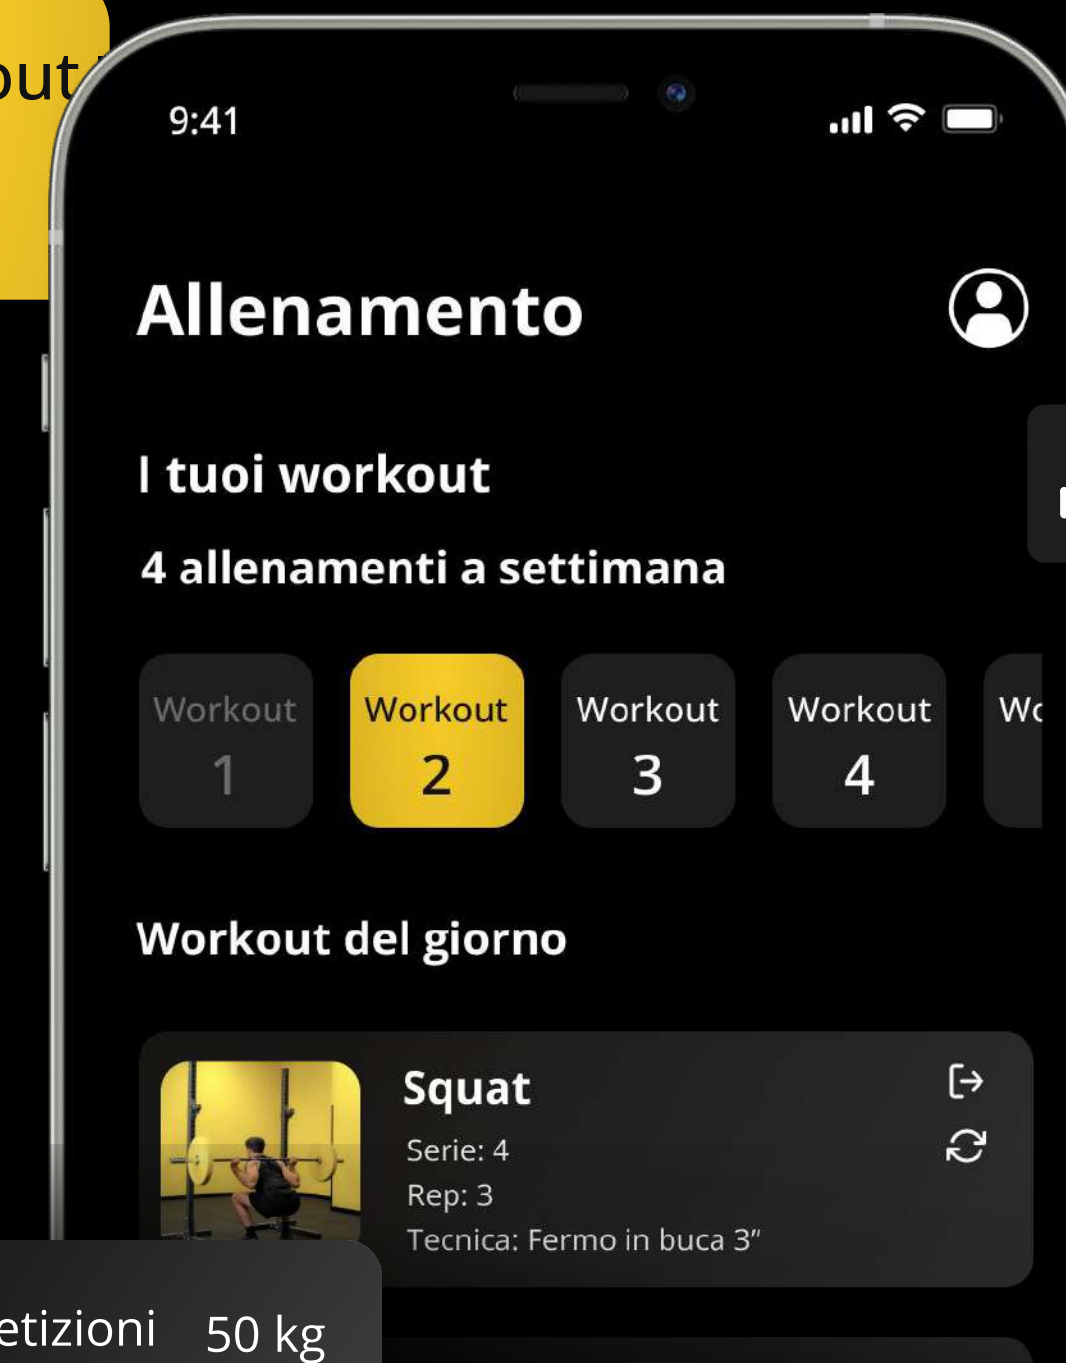 out
9:41
Allenamento
I tuoi workout
4 allenamenti a settimana
Workout
1
Workout
2
Workout
3
Workout
4
Workout del giorno
Squat
Serie: 4
Rep: 3
Tecnica: Fermo in buca 3”
etizioni 50 kg